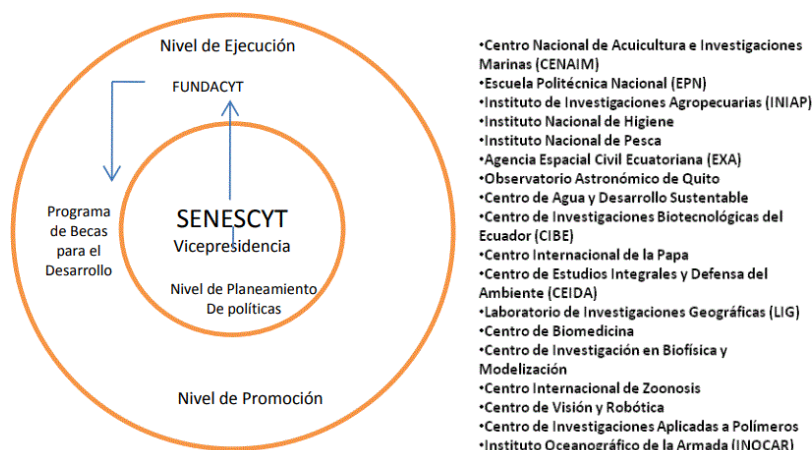 Nivel de Ejecución
FUNDACYT
SENESCYT
Vicepresidencia
Programa
de Becas
para el
Desarrollo
Nivel de Planeamiento
De políticas
Nivel de Promoción
•Centro Nacional de Acuicultura e Investigaciones
Marinas (CENAIM)
•Escuela Politécnica Nacional (EPN)
•Instituto de Investigaciones Agropecuarias (INIAP)
•Instituto Nacional de Higiene
•Instituto Nacional de Pesca
•Agencia Espacial Civil Ecuatoriana (EXA)
•Observatorio Astronómico de Quito
•Centro de Agua y Desarrollo Sustentable
•Centro de Investigaciones Biotecnológicas del
Ecuador (CIBE)
•Centro Internacional de la Papa
•Centro de Estudios Integrales y Defensa del
Ambiente (CEIDA)
•Laboratorio de Investigaciones Geográficas (LIG)
•Centro de Biomedicina
•Centro de Investigación en Biofísica y
Modelización
•Centro Internacional de Zoonosis
•Centro de Visión y Robótica
•Centro de Investigaciones Aplicadas a Polímeros
•Instituto Oceanográfico de la Armada (INOCAR)